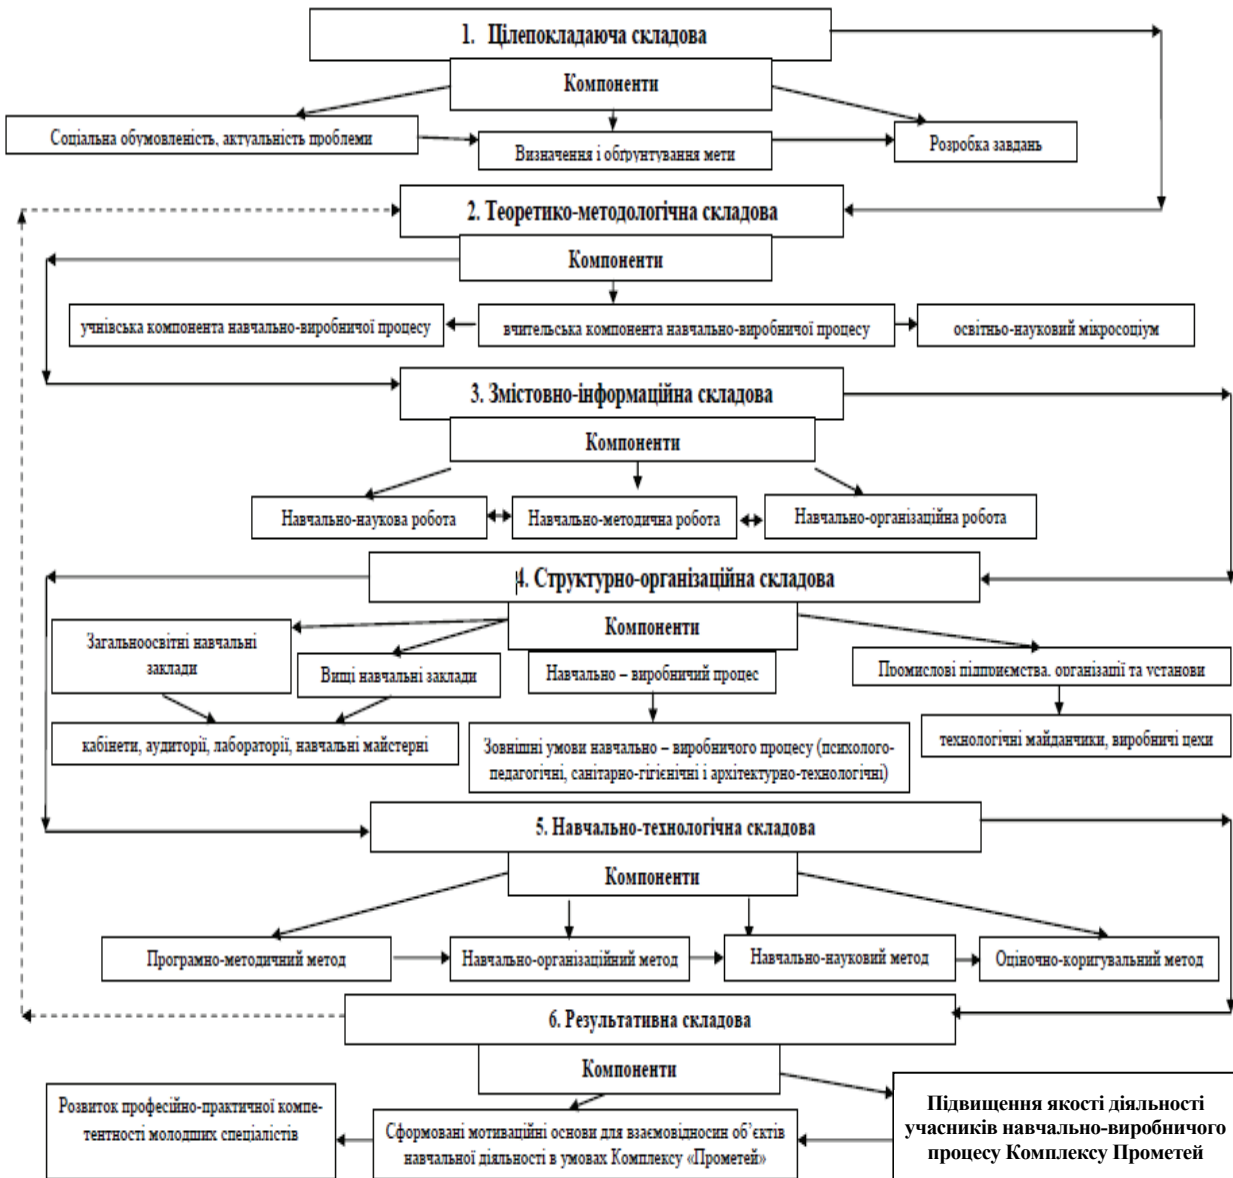 1. Цілепокладаюча складова
Компоненти
Соціальна обумовленість, актуальність проблеми
Визначення і обґрунтування мети
Розробка завдань
2. Теоретико-методологічна складова
Компоненти
учнівська компонента навчально-виробничої процесу
вчительська компонента навчально-виробничої процесу
освітньо-науковий мікросоціум
3. Змістовно-інформаційна складова
Компоненти
Навчально-наукова робота
Навчально-методична робота
Навчально-організаційна робота
4. Структурно-організаційна складова
Компоненти
Загальноосвітні навчальні
заклади
Вищі навчальні заклади
Навчально – виробничий процес
Промислові підприємства, організації та установи
кабінети, аудиторії, лабораторії, навчальні майстерні
Зовнішні умови навчально – виробничого процесу (психолого-
педагогічні, санітарно-гігієнічні і архітектурно-технологічні)
технологічні майданчики, виробничі цехи
5. Навчально-технологічна складова
Компоненти
Програмно-методичний метод
Навчально-організаційний метод
Навчально-науковий метод
Оціночно-коригувальний метод
6. Результативна складова
Компоненти
Розвиток професійно-практичної компе-
тентності молодших спеціалістів
Сформовані мотиваційні основи для взаємовідносин об’єктів
навчальної діяльності в умовах Комплексу «Прометей»
Підвищення якості діяльності
учасників навчально-виробничого
процесу Комплексу Прометей